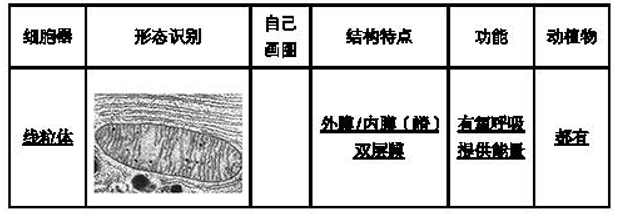 细胞器 形态识别 自己画图 结构特点 功能 动植物
线粒体 外膜/内膜（嵴）双层膜 有氧呼吸提供能量 都有